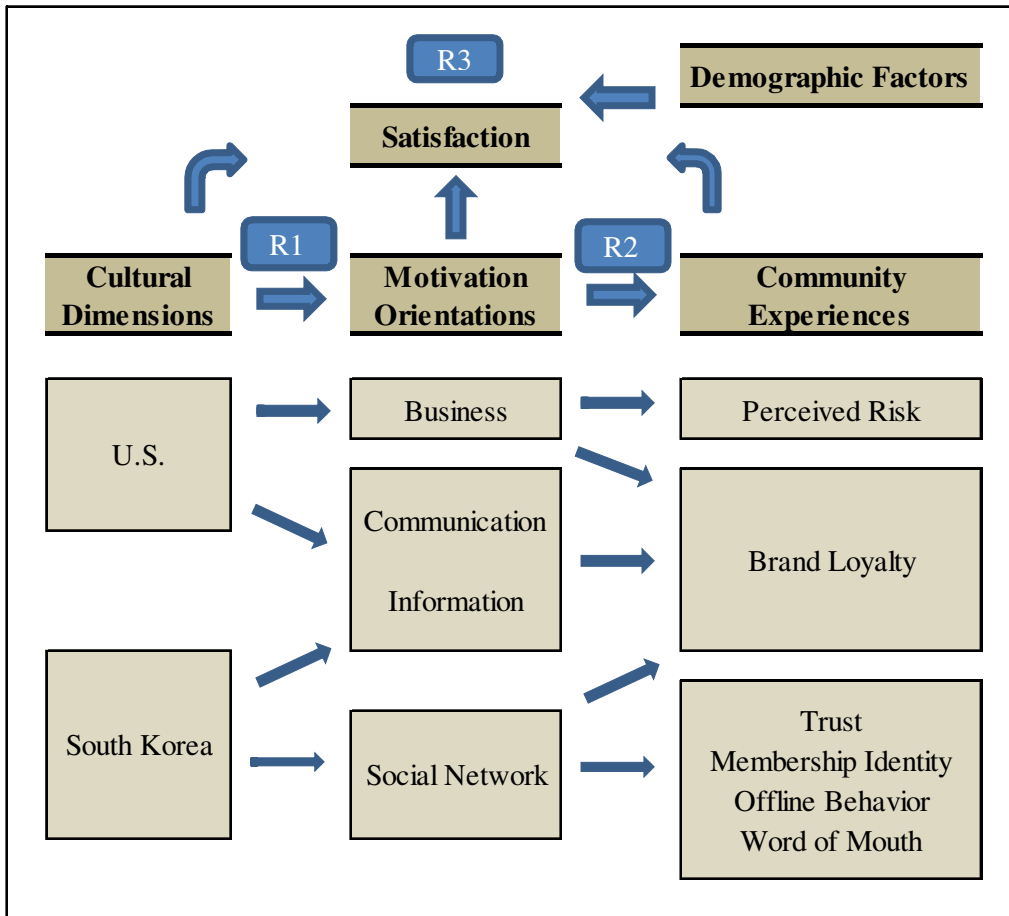 R3
Demographic Factors
Satisfaction
R1
R2
Cultural
Dimensions
Motivation
Orientations
Community
Experiences
U.S.
Business
Perceived Risk
Communication
Information
Brand Loyalty
South Korea
Social Network
Trust
Membership Identity
Offline Behavior
Word of Mouth